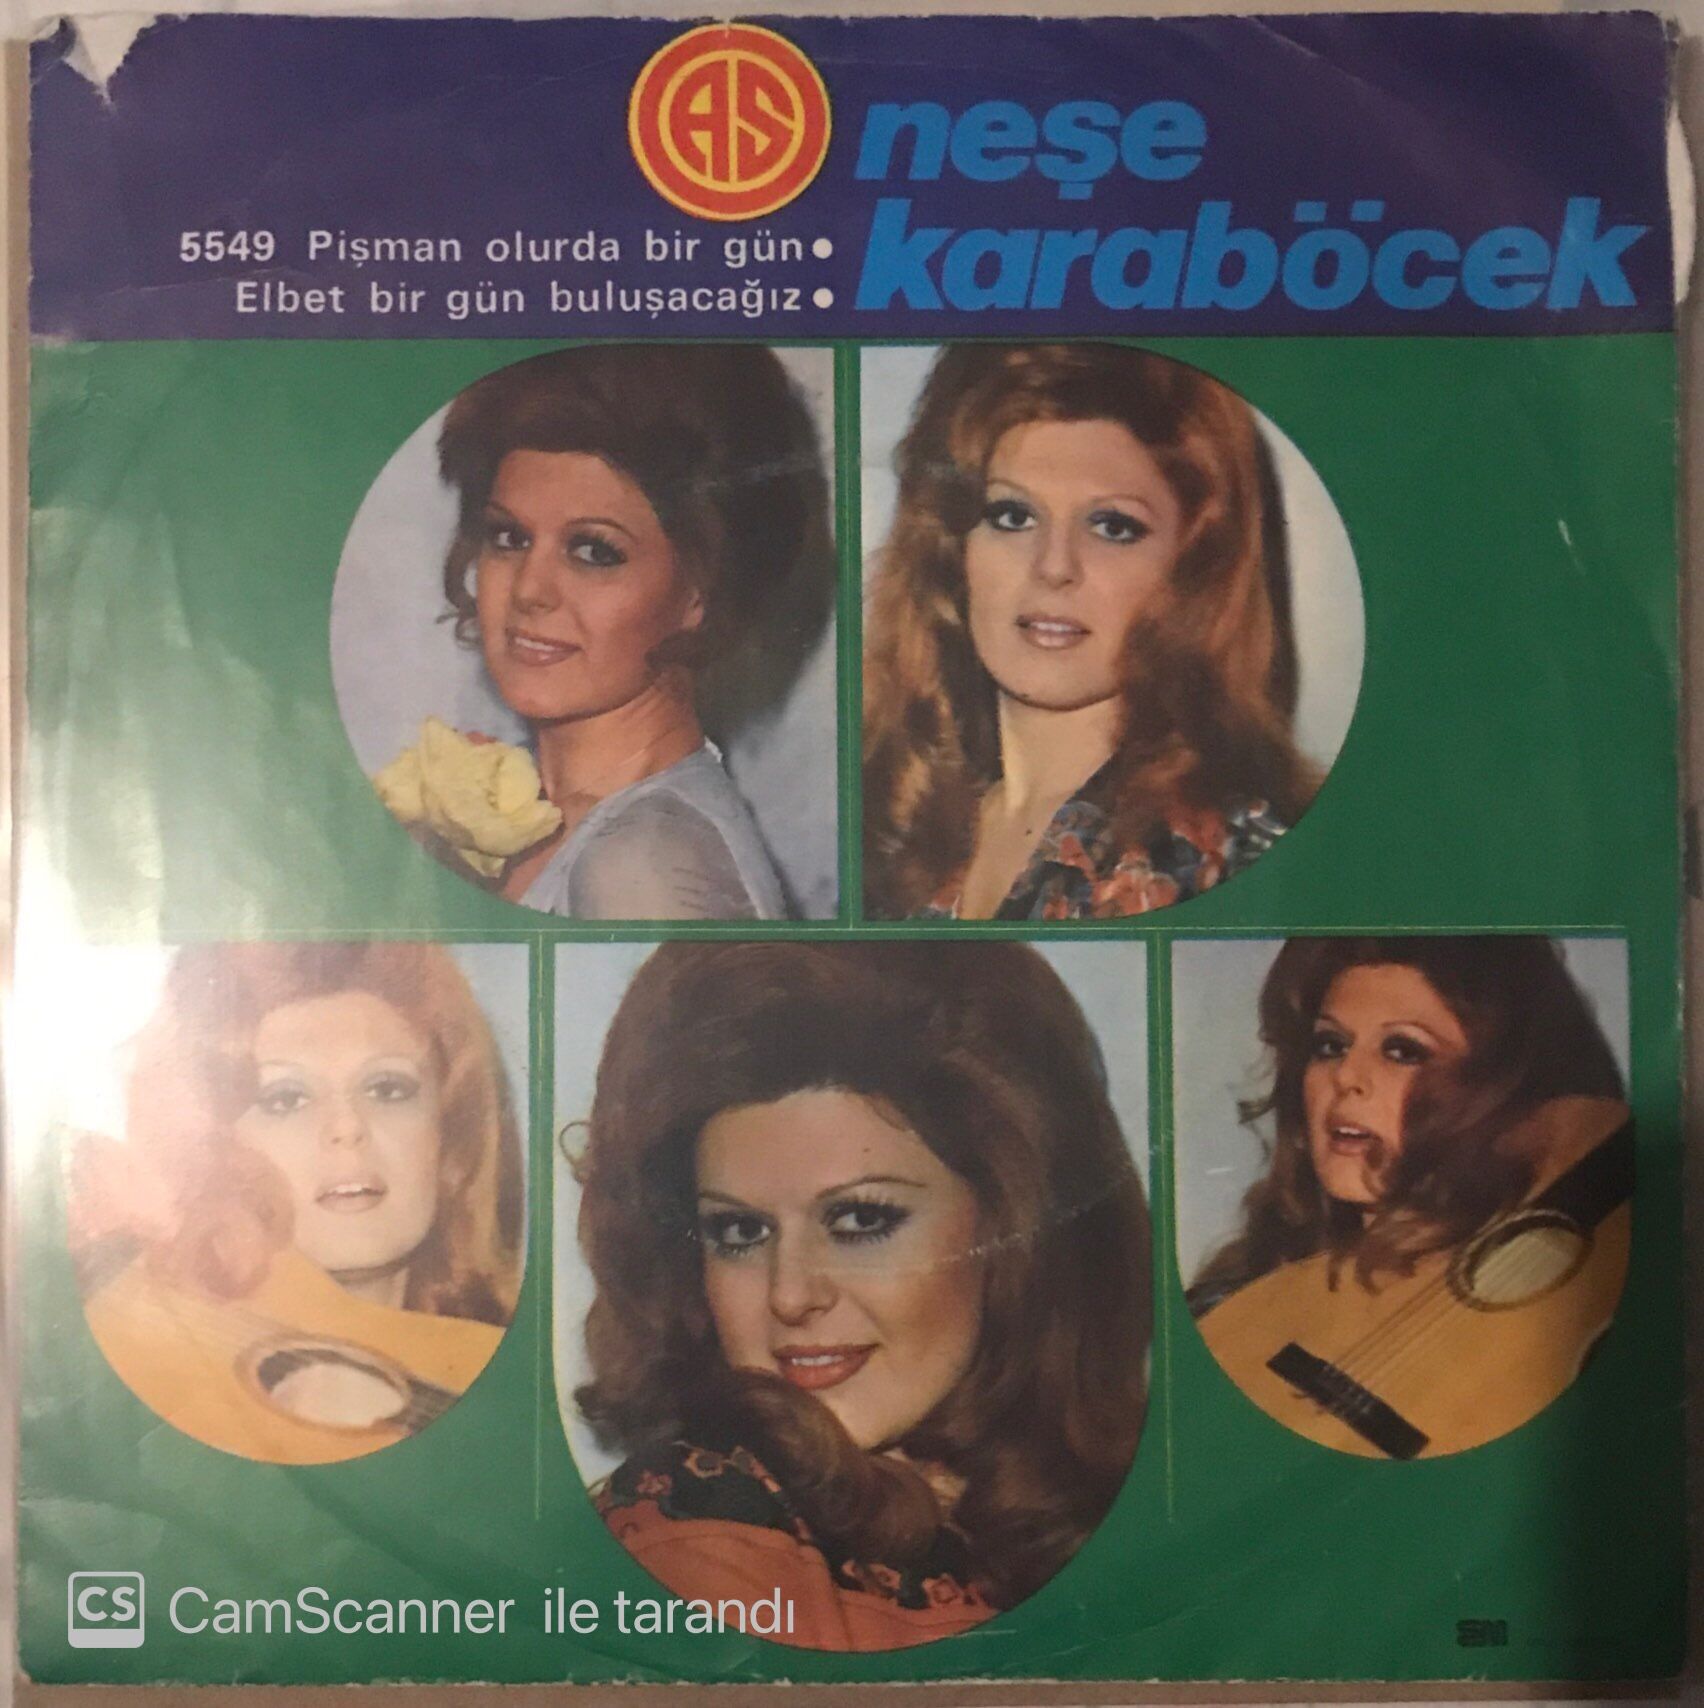 AS
neşe
karaböcek
5549 Pişman olurda bir gün•
Elbet bir gün buluşacağız•
CS CamScanner ile tarandı